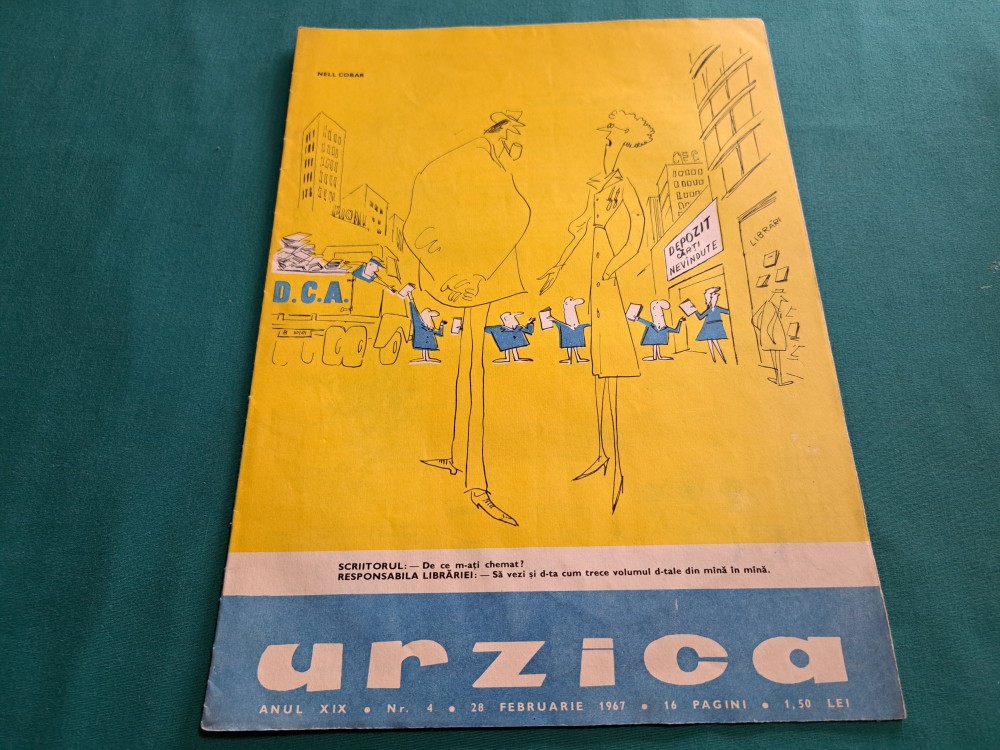 NELL COBAR
D.C.A.
DEPOZIT
CĂRȚI
NEVÎNDUTE
LIBRĂRI
SCRIITORUL: — De ce m-ați chemat?
RESPONSABILA LIBRĂRIEI: — Să vezi și d-ta cum trece volumul d-tale din mînă în mînă.
urzica
ANUL XIX • Nr. 4 • 28 FEBRUARIE 1967 • 16 PAGINI • 1,50 LEI